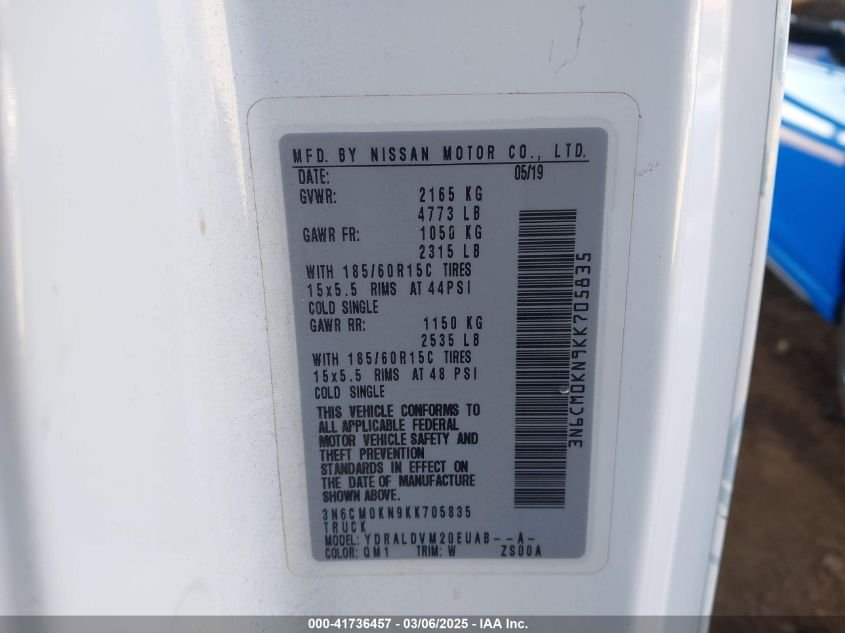 MFD. BY NISSAN MOTOR CO., LTD.
DATE: 05/19
GVWR: 2165 KG
4773 LB
GAWR FR: 1050 KG
2315 LB
WITH 185/60R15C TIRES
15x5.5 RIMS AT 44PSI
COLD SINGLE
GAWR RR: 1150 KG
2535 LB
WITH 185/60R15C TIRES
15x5.5 RIMS AT 48 PSI
COLD SINGLE
THIS VEHICLE CONFORMS TO
ALL APPLICABLE FEDERAL
MOTOR VEHICLE SAFETY AND
THEFT PREVENTION
STANDARDS IN EFFECT ON
THE DATE OF MANUFACTURE
SHOWN ABOVE.
3N6CM0KN9KK705835
TRUCK
MODEL: YDRALDVM20EUAB--A-
COLOR: QM1 TRIM: W ZS00A
3N6CM0KN9KK705835
000-41736457 - 03/06/2025 - IAA Inc.